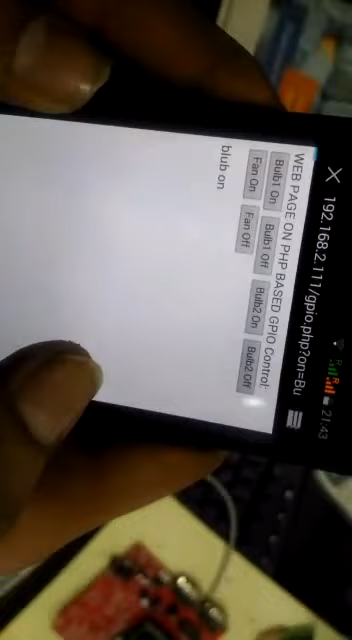 21:43
192.168.2.111/gpio.php?on=Bu
WEB PAGE ON PHP BASED GPIO Control:
Bulb1 On Bulb1 Off Bulb2 On Bulb2 Off
Fan On Fan Off
blub on